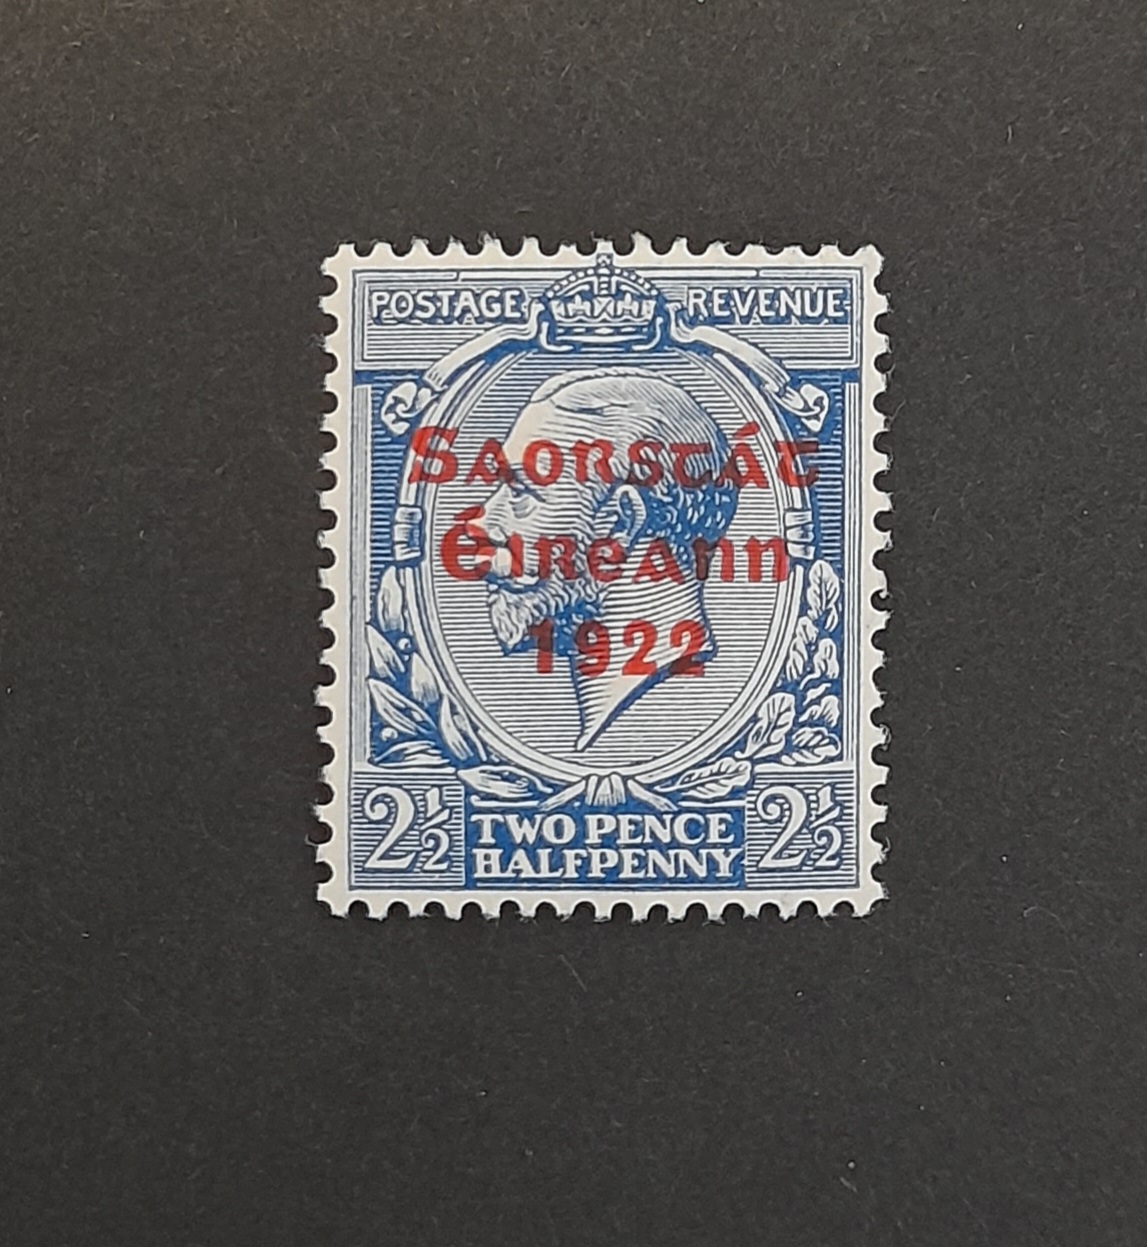 POSTAGE REVENUE
Saorstát
Éireann
1922
2½ TWO PENCE 2½
HALFPENNY